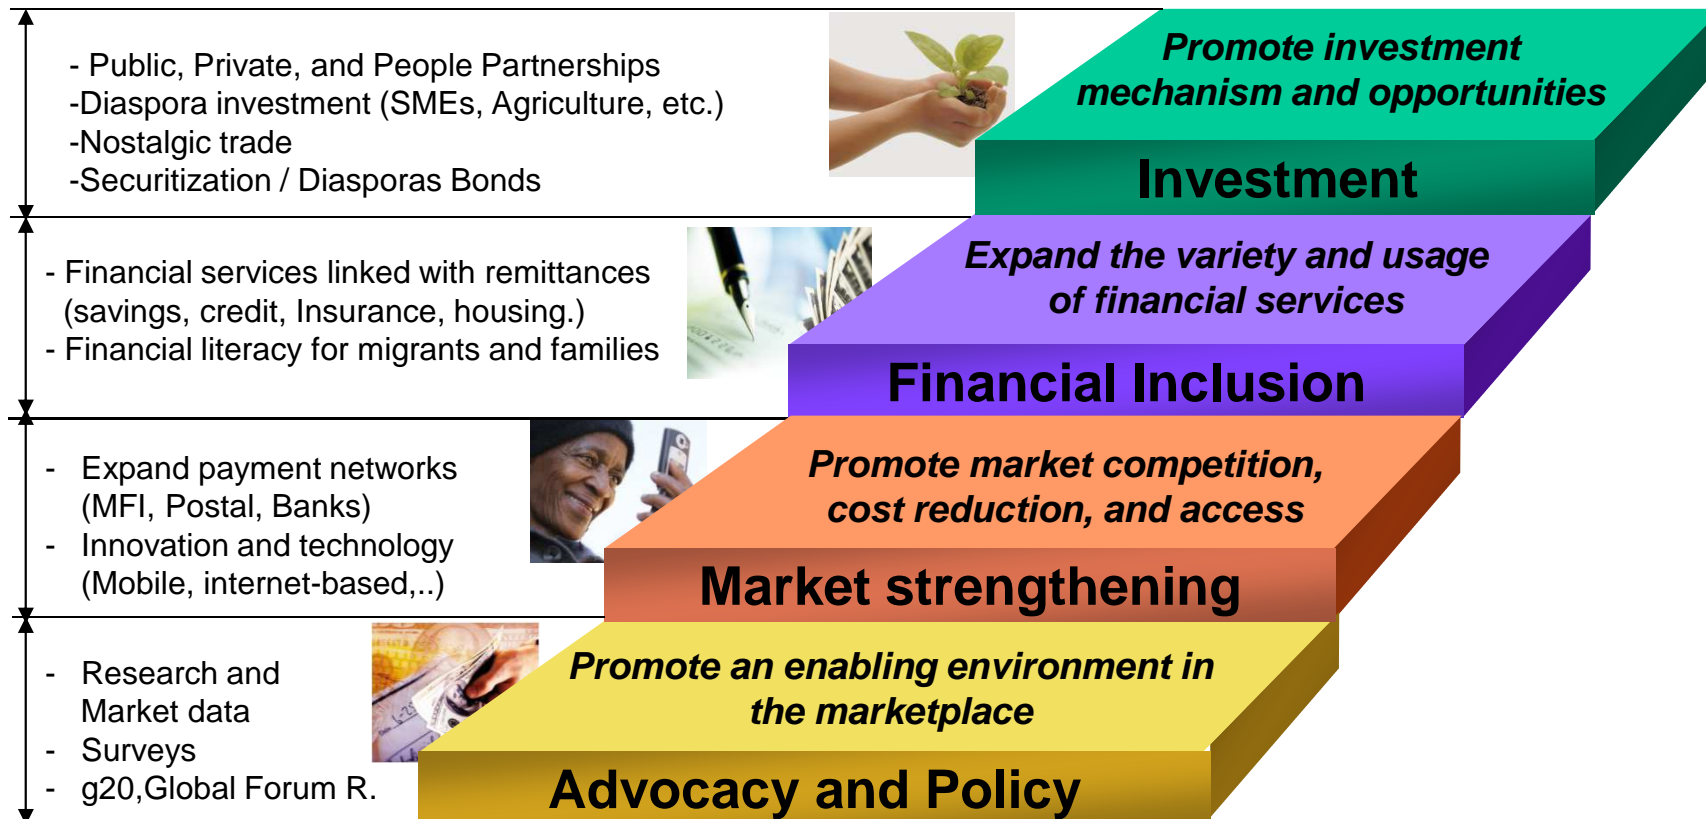 - Public, Private, and People Partnerships
-Diaspora investment (SMEs, Agriculture, etc.)
-Nostalgic trade
-Securitization / Diasporas Bonds
Promote investment
mechanism and opportunities
Investment
- Financial services linked with remittances
(savings, credit, Insurance, housing.)
- Financial literacy for migrants and families
Expand the variety and usage
of financial services
Financial Inclusion
- Expand payment networks
(MFI, Postal, Banks)
- Innovation and technology
(Mobile, internet-based,..)
Promote market competition,
cost reduction, and access
Market strengthening
- Research and
Market data
- Surveys
- g20,Global Forum R.
Promote an enabling environment in
the marketplace
Advocacy and Policy